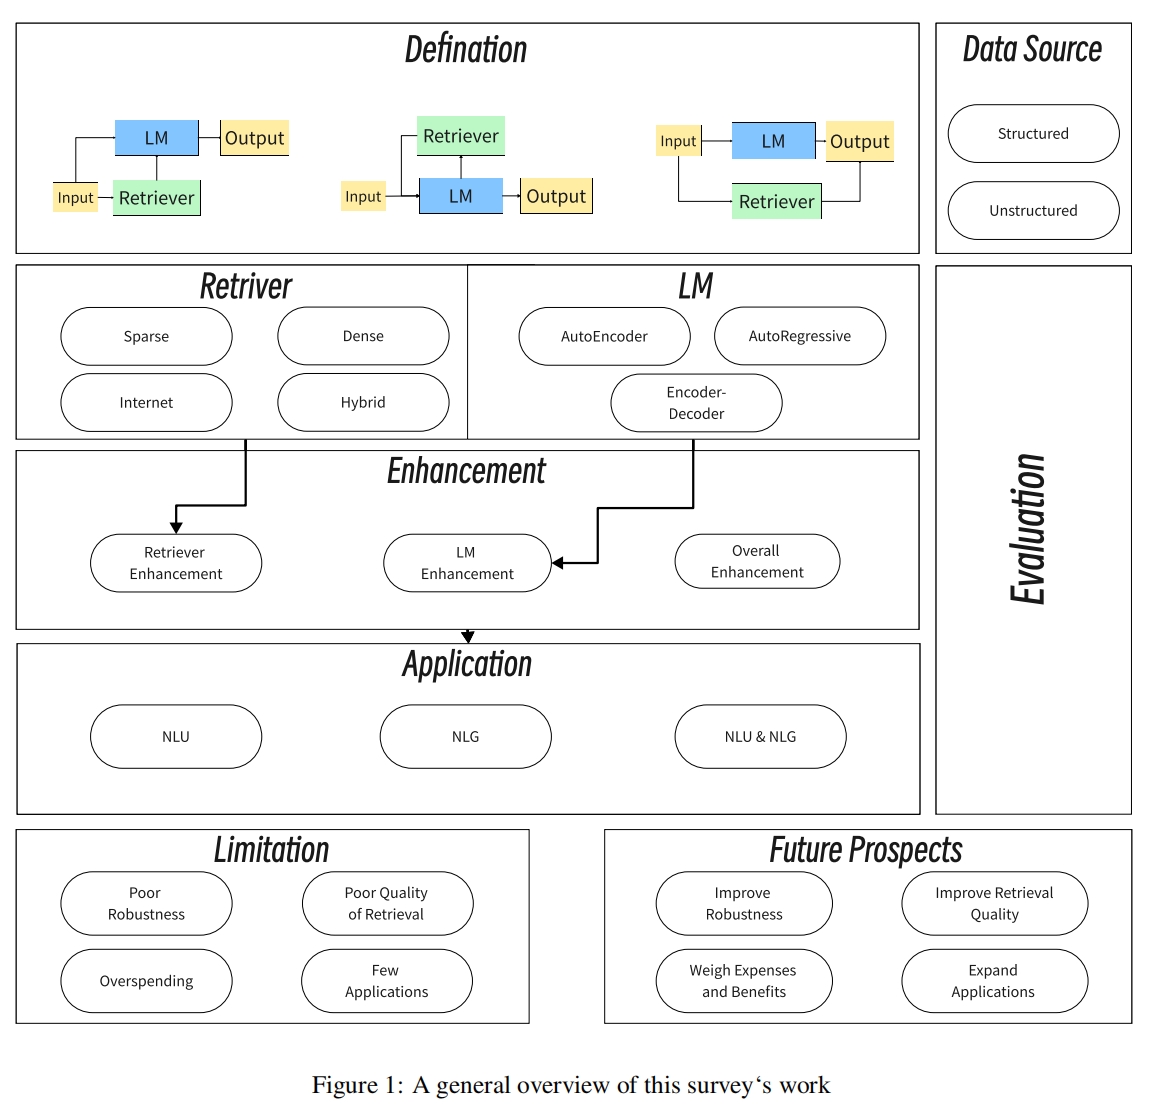 Defination
LM
Output
Input
Retriever
Retriever
Input
LM
Output
Input
LM
Output
Retriever
Data Source
Structured
Unstructured
Retriver
Sparse
Dense
Internet
Hybrid
LM
AutoEncoder
AutoRegressive
Encoder-
Decoder
Enhancement
Retriever
Enhancement
LM
Enhancement
Overall
Enhancement
Evaluation
Application
NLU
NLG
NLU & NLG
Limitation
Poor
Robustness
Poor Quality
of Retrieval
Overspending
Few
Applications
Future Prospects
Improve
Robustness
Improve Retrieval
Quality
Weigh Expenses
and Benefits
Expand
Applications
Figure 1: A general overview of this survey‘s work